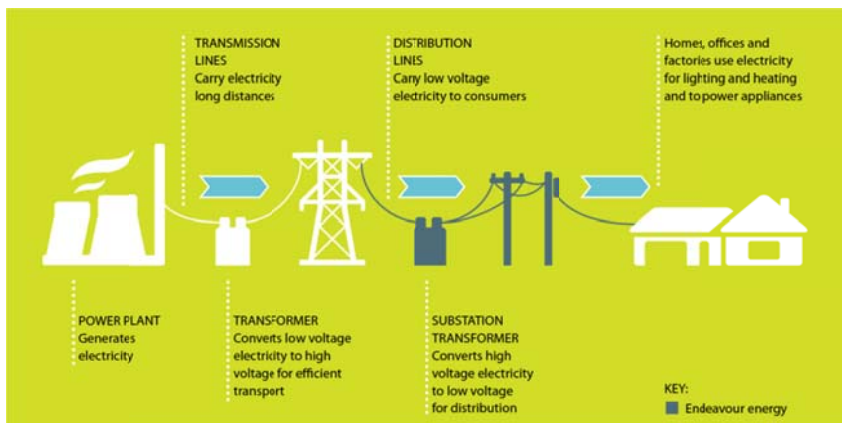 TRANSMISSION
LINES
Carry electricity
long distances
DISTRIBUTION
LINIS
Cany low voltage
electricity to consumers
Homes, offices and
factories use electricity
for lighting and heating
and to power appliances
POWER PLANT
Generates
electricity
TRANSFORMER
Converts low voltage
electricity to high
voltage for efficient
transport
SUBSTATION
TRANSFORMER
Converts high
voltage electricity
to low voltage
for distribution
KEY:
Endeavour energy